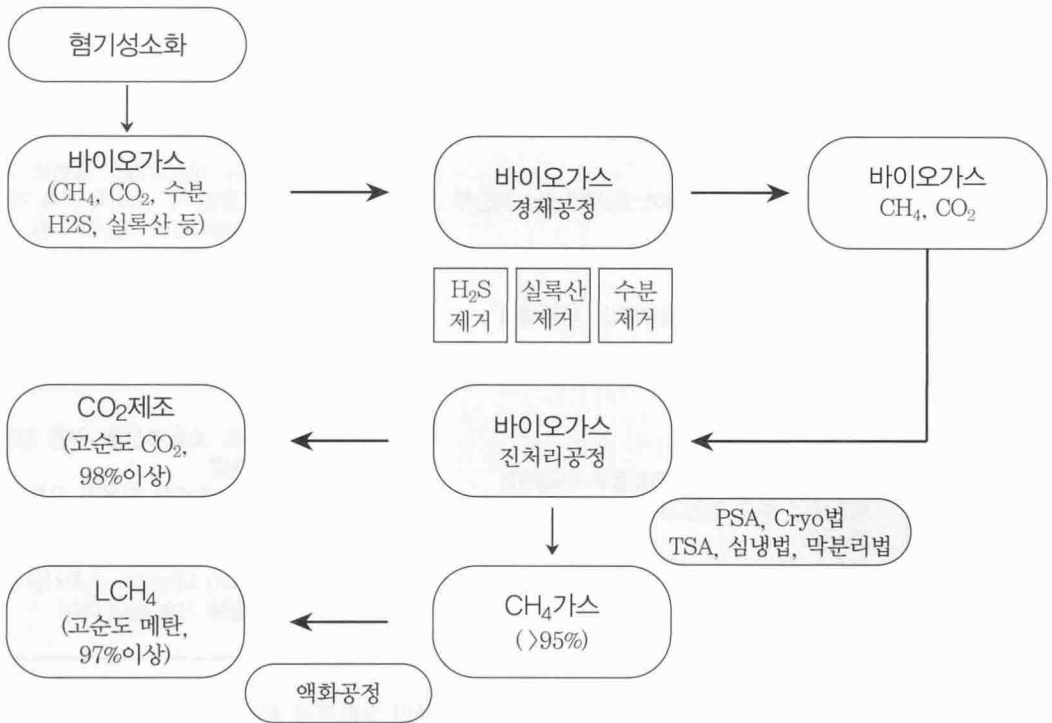 혐기성소화
바이오가스
(CH₄, CO₂, 수분
H2S, 실록산 등)
바이오가스
경제공정
바이오가스
CH₄, CO₂
H₂S
제거
실록산
제거
수분
제거
CO₂제조
(고순도 CO₂,
98%이상)
바이오가스
진처리공정
PSA, Cryo법
TSA, 심냉법, 막분리법
LCH₄
(고순도 메탄,
97%이상)
CH₄가스
(>95%)
액화공정